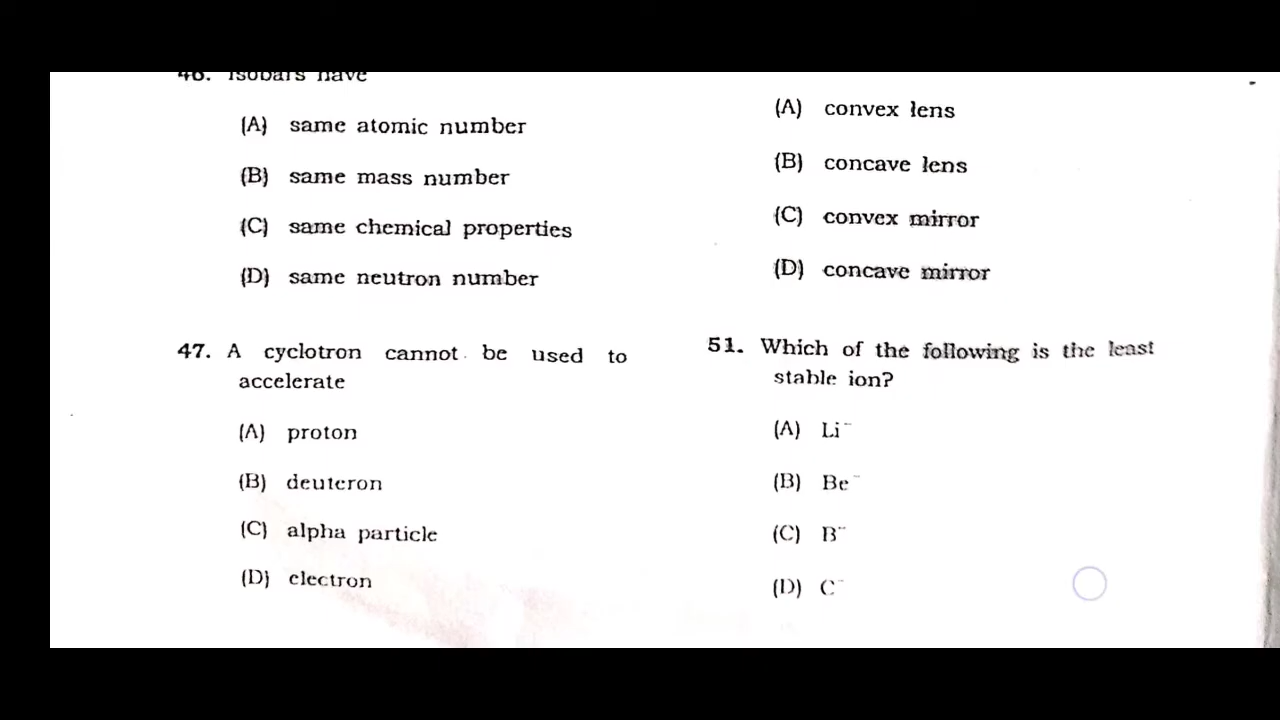 46. Isobars have
(A) same atomic number
(B) same mass number
(C) same chemical properties
(D) same neutron number
47. A cyclotron cannot be used to
accelerate
(A) proton
(B) deuteron
(C) alpha particle
(D) electron
(A) convex lens
(B) concave lens
(C) convex mirror
(D) concave mirror
51. Which of the following is the least
stable ion?
(A) Li⁻
(B) Be⁻
(C) B⁻
(D) C⁻